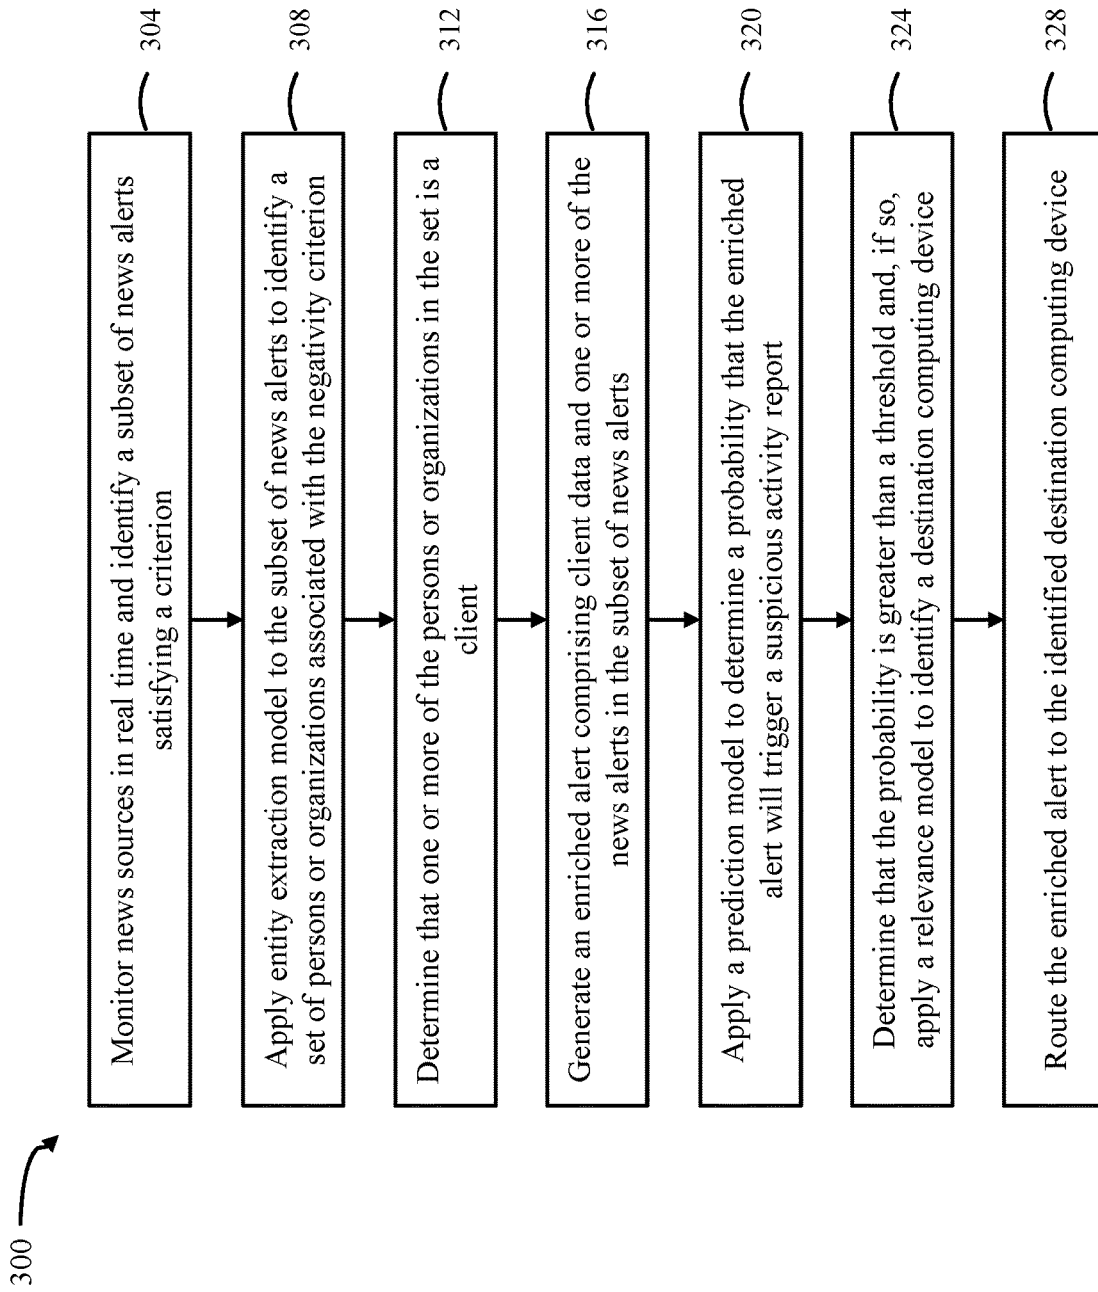 300
Monitor news sources in real time and identify a subset of news alerts
satisfying a criterion
304
Apply entity extraction model to the subset of news alerts to identify a
set of persons or organizations associated with the negativity criterion
308
Determine that one or more of the persons or organizations in the set is a
client
312
Generate an enriched alert comprising client data and one or more of the
news alerts in the subset of news alerts
316
Apply a prediction model to determine a probability that the enriched
alert will trigger a suspicious activity report
320
Determine that the probability is greater than a threshold and, if so,
apply a relevance model to identify a destination computing device
324
Route the enriched alert to the identified destination computing device
328